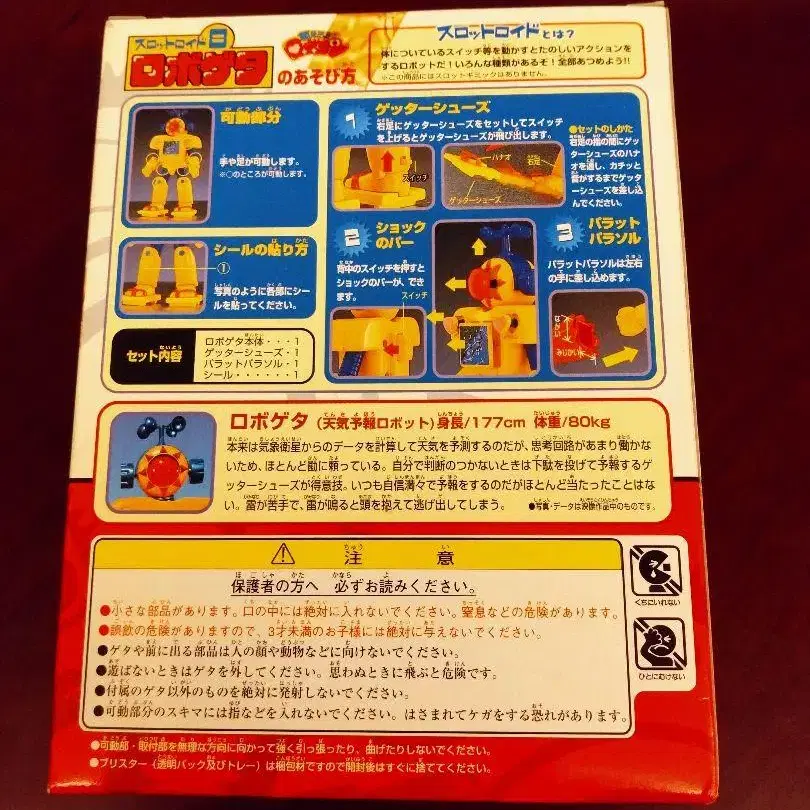 スロットロイド
ロボゲタ
のあそび方
スロットロイドとは?
体についているスイッチ等を動かすとたのしいアクションを
するロボットだ!いろんな種類があるぞ!全部あつめよう!!
※この商品にはスロットギミックはありません。
可動部分
手や足が可動します。
※○のところが可動します。
シールの貼り方
①
写真のように各部にシー
ルを貼ってください。
1
ゲッターシューズ
右足にゲッターシューズをセットしてスイッチ
を上げるとゲッターシューズが飛び出します。
スイッチ
ハナオ
右足
ゲッターシューズ
●セットのしかた
右足の指の間にゲッ
ターシューズのハナ
オを通し、カチッと
音がするまでゲッタ
ーシューズを差し込
んでください。
2
ショック
のバー
背中のスイッチを押すと
ショックのバーが、でき
ます。
スイッチ
3
パラット
パラソル
パラットパラソルは左右
の手に差し込めます。
みじかい
セット内容
ロボゲタ本体・・・1
ゲッターシューズ・1
パラットパラソル・1
シール・・・・・・1
ロボゲタ (天気予報ロボット)身長/177cm 体重/80kg
本来は気象衛星からのデータを計算して天気を予測するのだが、思考回路があまり働かな
いため、ほとんど勘に頼っている。自分で判断のつかないときは下駄を投げて予報するゲ
ッターシューズが得意技。いつも自信満々で予報をするのだがほとんど当たったことはな
い。雷が苦手で、雷が鳴ると頭を抱えて逃げ出してしまう。
●写真・データは映像作品中のものです。
注意
保護者の方へ 必ずお読みください。
●小さな部品があります。口の中には絶対に入れないでください。窒息などの危険があります。
●誤飲の危険がありますので、3才未満のお子様には絶対に与えないでください。
●ゲタや前に出る部品は人の顔や動物などに向けないでください。
●遊ばないときはゲタを外してください。思わぬときに飛ぶと危険です。
●付属のゲタ以外のものを絶対に発射しないでください。
●可動部分のスキマには指などを入れないでください。はさまれてケガをする恐れがあります。
くちにいれない
ひとにむけない
●可動部・取付部を無理な方向に向かって強く引っ張ったり、曲げたりしないでください。
●ブリスター(透明パック及びトレー)は梱包材ですので開封後はすぐに捨ててください。